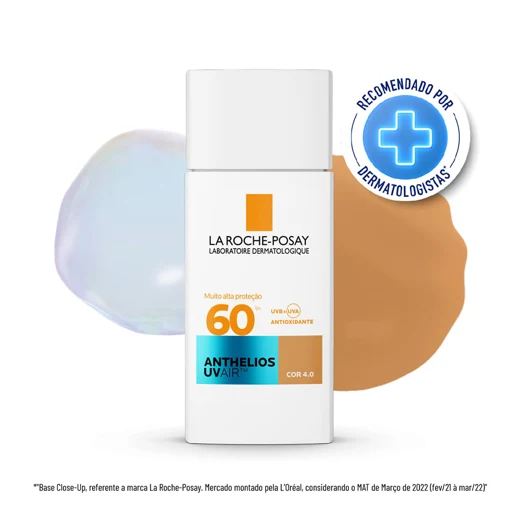 RECOMENDADO POR
DERMATOLOGISTAS*
LA ROCHE-POSAY
LABORATOIRE DERMATOLOGIQUE
Muito alta proteção
60
UVB+UVA
ANTIOXIDANTE
ANTHELIOS
UVAIR™
COR 4.0
*"Base Close-Up, referente a marca La Roche-Posay. Mercado montado pela L'Oréal, considerando o MAT de Março de 2022 (fev/21 à mar/22)"